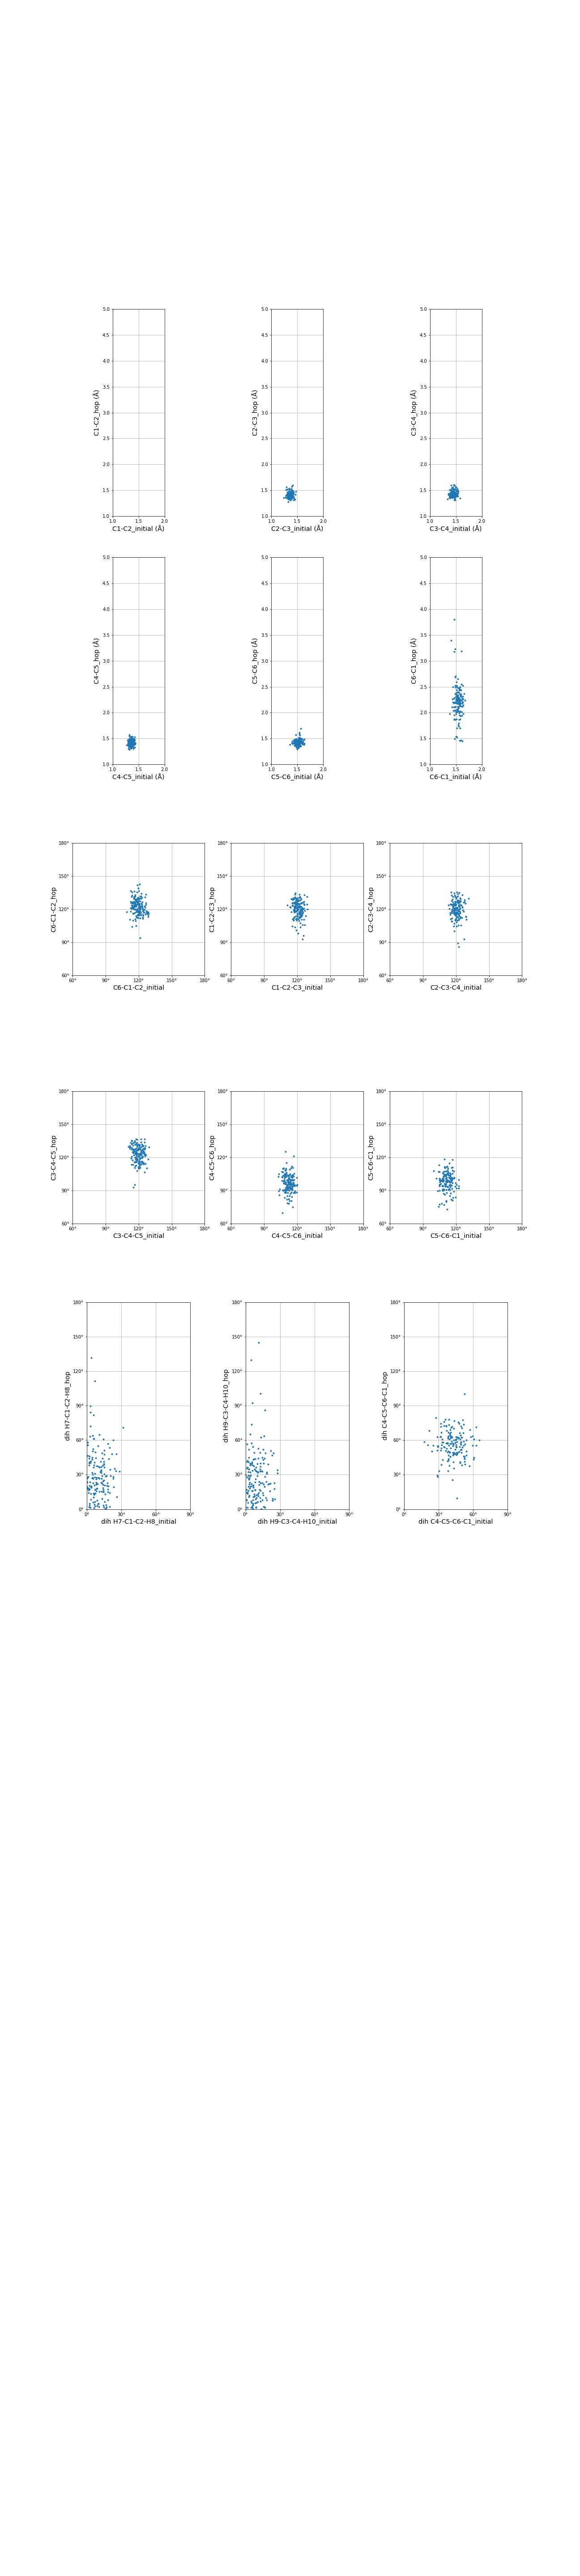 5.0 5.0 5.0
4.5 4.5 4.5
4.0 4.0 4.0
3.5 3.5 3.5
C1-C2_hop (Å) C2-C3_hop (Å) C3-C4_hop (Å)
3.0 3.0 3.0
2.5 2.5 2.5
2.0 2.0 2.0
1.5 1.5 1.5
1.0 1.0 1.0
1.0 1.5 2.0 1.0 1.5 2.0 1.0 1.5 2.0
C1-C2_initial (Å) C2-C3_initial (Å) C3-C4_initial (Å)
5.0 5.0 5.0
4.5 4.5 4.5
4.0 4.0 4.0
3.5 3.5 3.5
C4-C5_hop (Å) C5-C6_hop (Å) C6-C1_hop (Å)
3.0 3.0 3.0
2.5 2.5 2.5
2.0 2.0 2.0
1.5 1.5 1.5
1.0 1.0 1.0
1.0 1.5 2.0 1.0 1.5 2.0 1.0 1.5 2.0
C4-C5_initial (Å) C5-C6_initial (Å) C6-C1_initial (Å)
180° 180° 180°
150° 150° 150°
C6-C1-C2_hop C1-C2-C3_hop C2-C3-C4_hop
120° 120° 120°
90° 90° 90°
60° 60° 60°
60° 90° 120° 150° 180° 60° 90° 120° 150° 180° 60° 90° 120° 150° 180°
C6-C1-C2_initial C1-C2-C3_initial C2-C3-C4_initial
180° 180° 180°
150° 150° 150°
C3-C4-C5_hop C4-C5-C6_hop C5-C6-C1_hop
120° 120° 120°
90° 90° 90°
60° 60° 60°
60° 90° 120° 150° 180° 60° 90° 120° 150° 180° 60° 90° 120° 150° 180°
C3-C4-C5_initial C4-C5-C6_initial C5-C6-C1_initial
180° 180° 180°
150° 150° 150°
120° 120° 120°
dih H7-C1-C2-H8_hop dih H9-C3-C4-H10_hop dih C4-C5-C6-C1_hop
90° 90° 90°
60° 60° 60°
30° 30° 30°
0° 0° 0°
0° 30° 60° 90° 0° 30° 60° 90° 0° 30° 60° 90°
dih H7-C1-C2-H8_initial dih H9-C3-C4-H10_initial dih C4-C5-C6-C1_initial